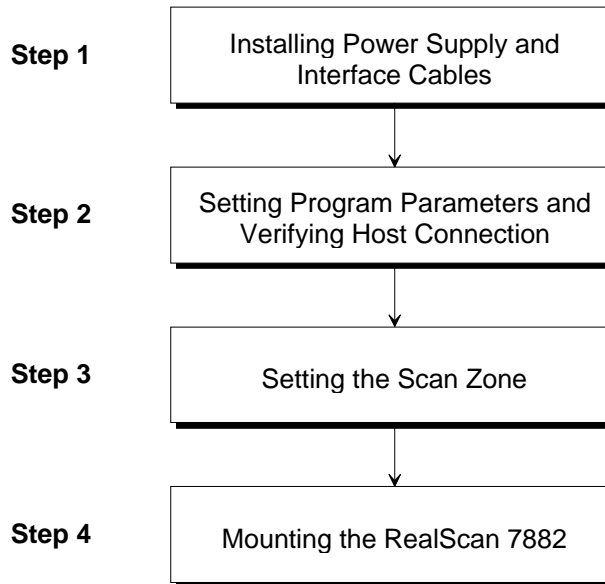 Step 1
Installing Power Supply and
Interface Cables
Step 2
Setting Program Parameters and
Verifying Host Connection
Step 3
Setting the Scan Zone
Step 4
Mounting the RealScan 7882